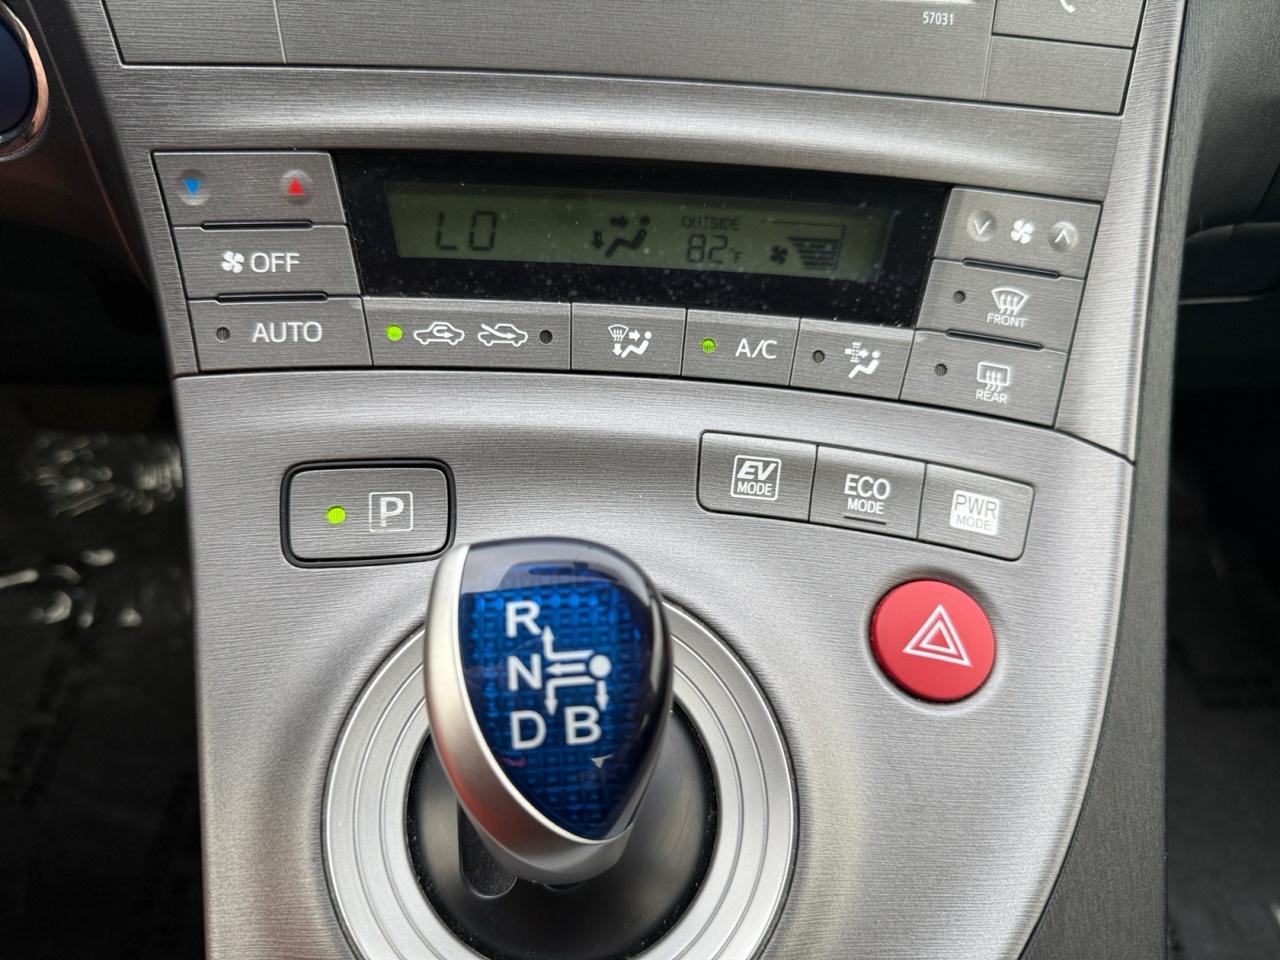 57031
LO
OUTSIDE
82°F
OFF
AUTO
A/C
FRONT
REAR
P
EV
MODE
ECO
MODE
PWR
MODE
R
N
D B